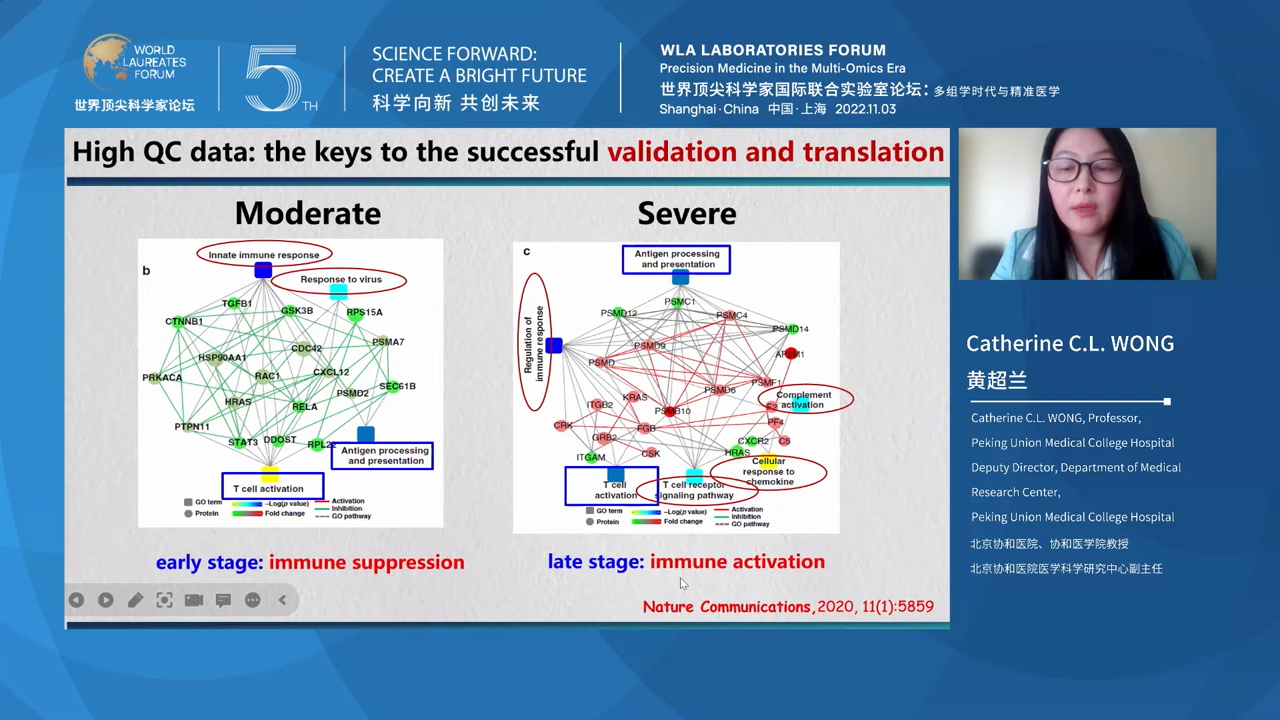 WORLD
LAUREATES
FORUM
世界顶尖科学家论坛
5TH
SCIENCE FORWARD:
CREATE A BRIGHT FUTURE
科学向新 共创未来
WLA LABORATORIES FORUM
Precision Medicine in the Multi-Omics Era
世界顶尖科学家国际联合实验室论坛：多组学时代与精准医学
Shanghai·China 中国·上海 2022.11.03
High QC data: the keys to the successful validation and translation
Moderate
b
Innate immune response
Response to virus
TGFB1
GSK3B
RPS15A
CTNNB1
PSMA7
CDC42
HSP90AA1
PRKACA
RAC1
CXCL12
SEC61B
PSMD2
HRAS
RELA
PTPN11
STAT3
DDOST
Antigen processing
and presentation
T cell activation
GO term
–Log(p value)
Activation
Inhibition
Protein
Fold change
GO pathway
early stage: immune suppression
Severe
c
Antigen processing
and presentation
Regulation of
immune response
PSMC1
PSMD12
PSMC4
PSMD14
PSMD9
PSMD
PSMD6
PSMF1
Complement
activation
ITGB2
KRAS
PSMB10
PF4
CRK
GRB2
FGB
CXCR2
C5
ITGAM
CSK
HRAS
Cellular
response to
chemokine
T cell
activation
T cell receptor
signaling pathway
GO term
–Log(p value)
Activation
Inhibition
Protein
Fold change
GO pathway
late stage: immune activation
Nature Communications,2020, 11(1):5859
Catherine C.L. WONG
黄超兰
Catherine C.L. WONG, Professor,
Peking Union Medical College Hospital
Deputy Director, Department of Medical
Research Center,
Peking Union Medical College Hospital
北京协和医院、协和医学院教授
北京协和医院医学科学研究中心副主任